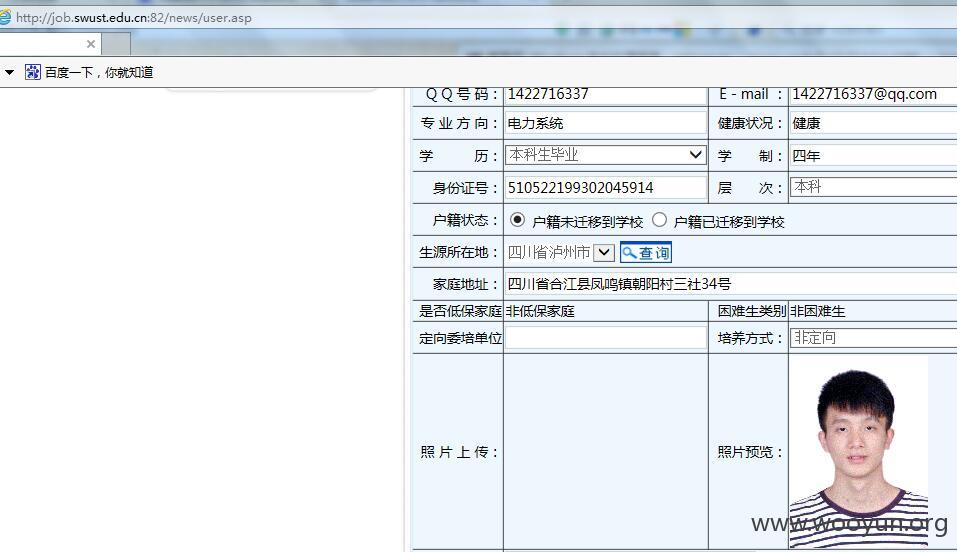 http://job.swust.edu.cn:82/news/user.asp
百度一下，你就知道
Q Q 号 码： 1422716337 E - mail ： 1422716337@qq.com
专 业 方 向： 电力系统 健康状况： 健康
学 历： 本科生毕业 学 制： 四年
身份证号： 510522199302045914 层 次： 本科
户籍状态： 户籍未迁移到学校 户籍已迁移到学校
生源所在地： 四川省泸州市 查询
家庭地址： 四川省合江县凤鸣镇朝阳村三社34号
是否低保家庭 非低保家庭 困难生类别 非困难生
定向委培单位 培养方式： 非定向
照 片 上 传： 照片预览：
www.wooyun.org